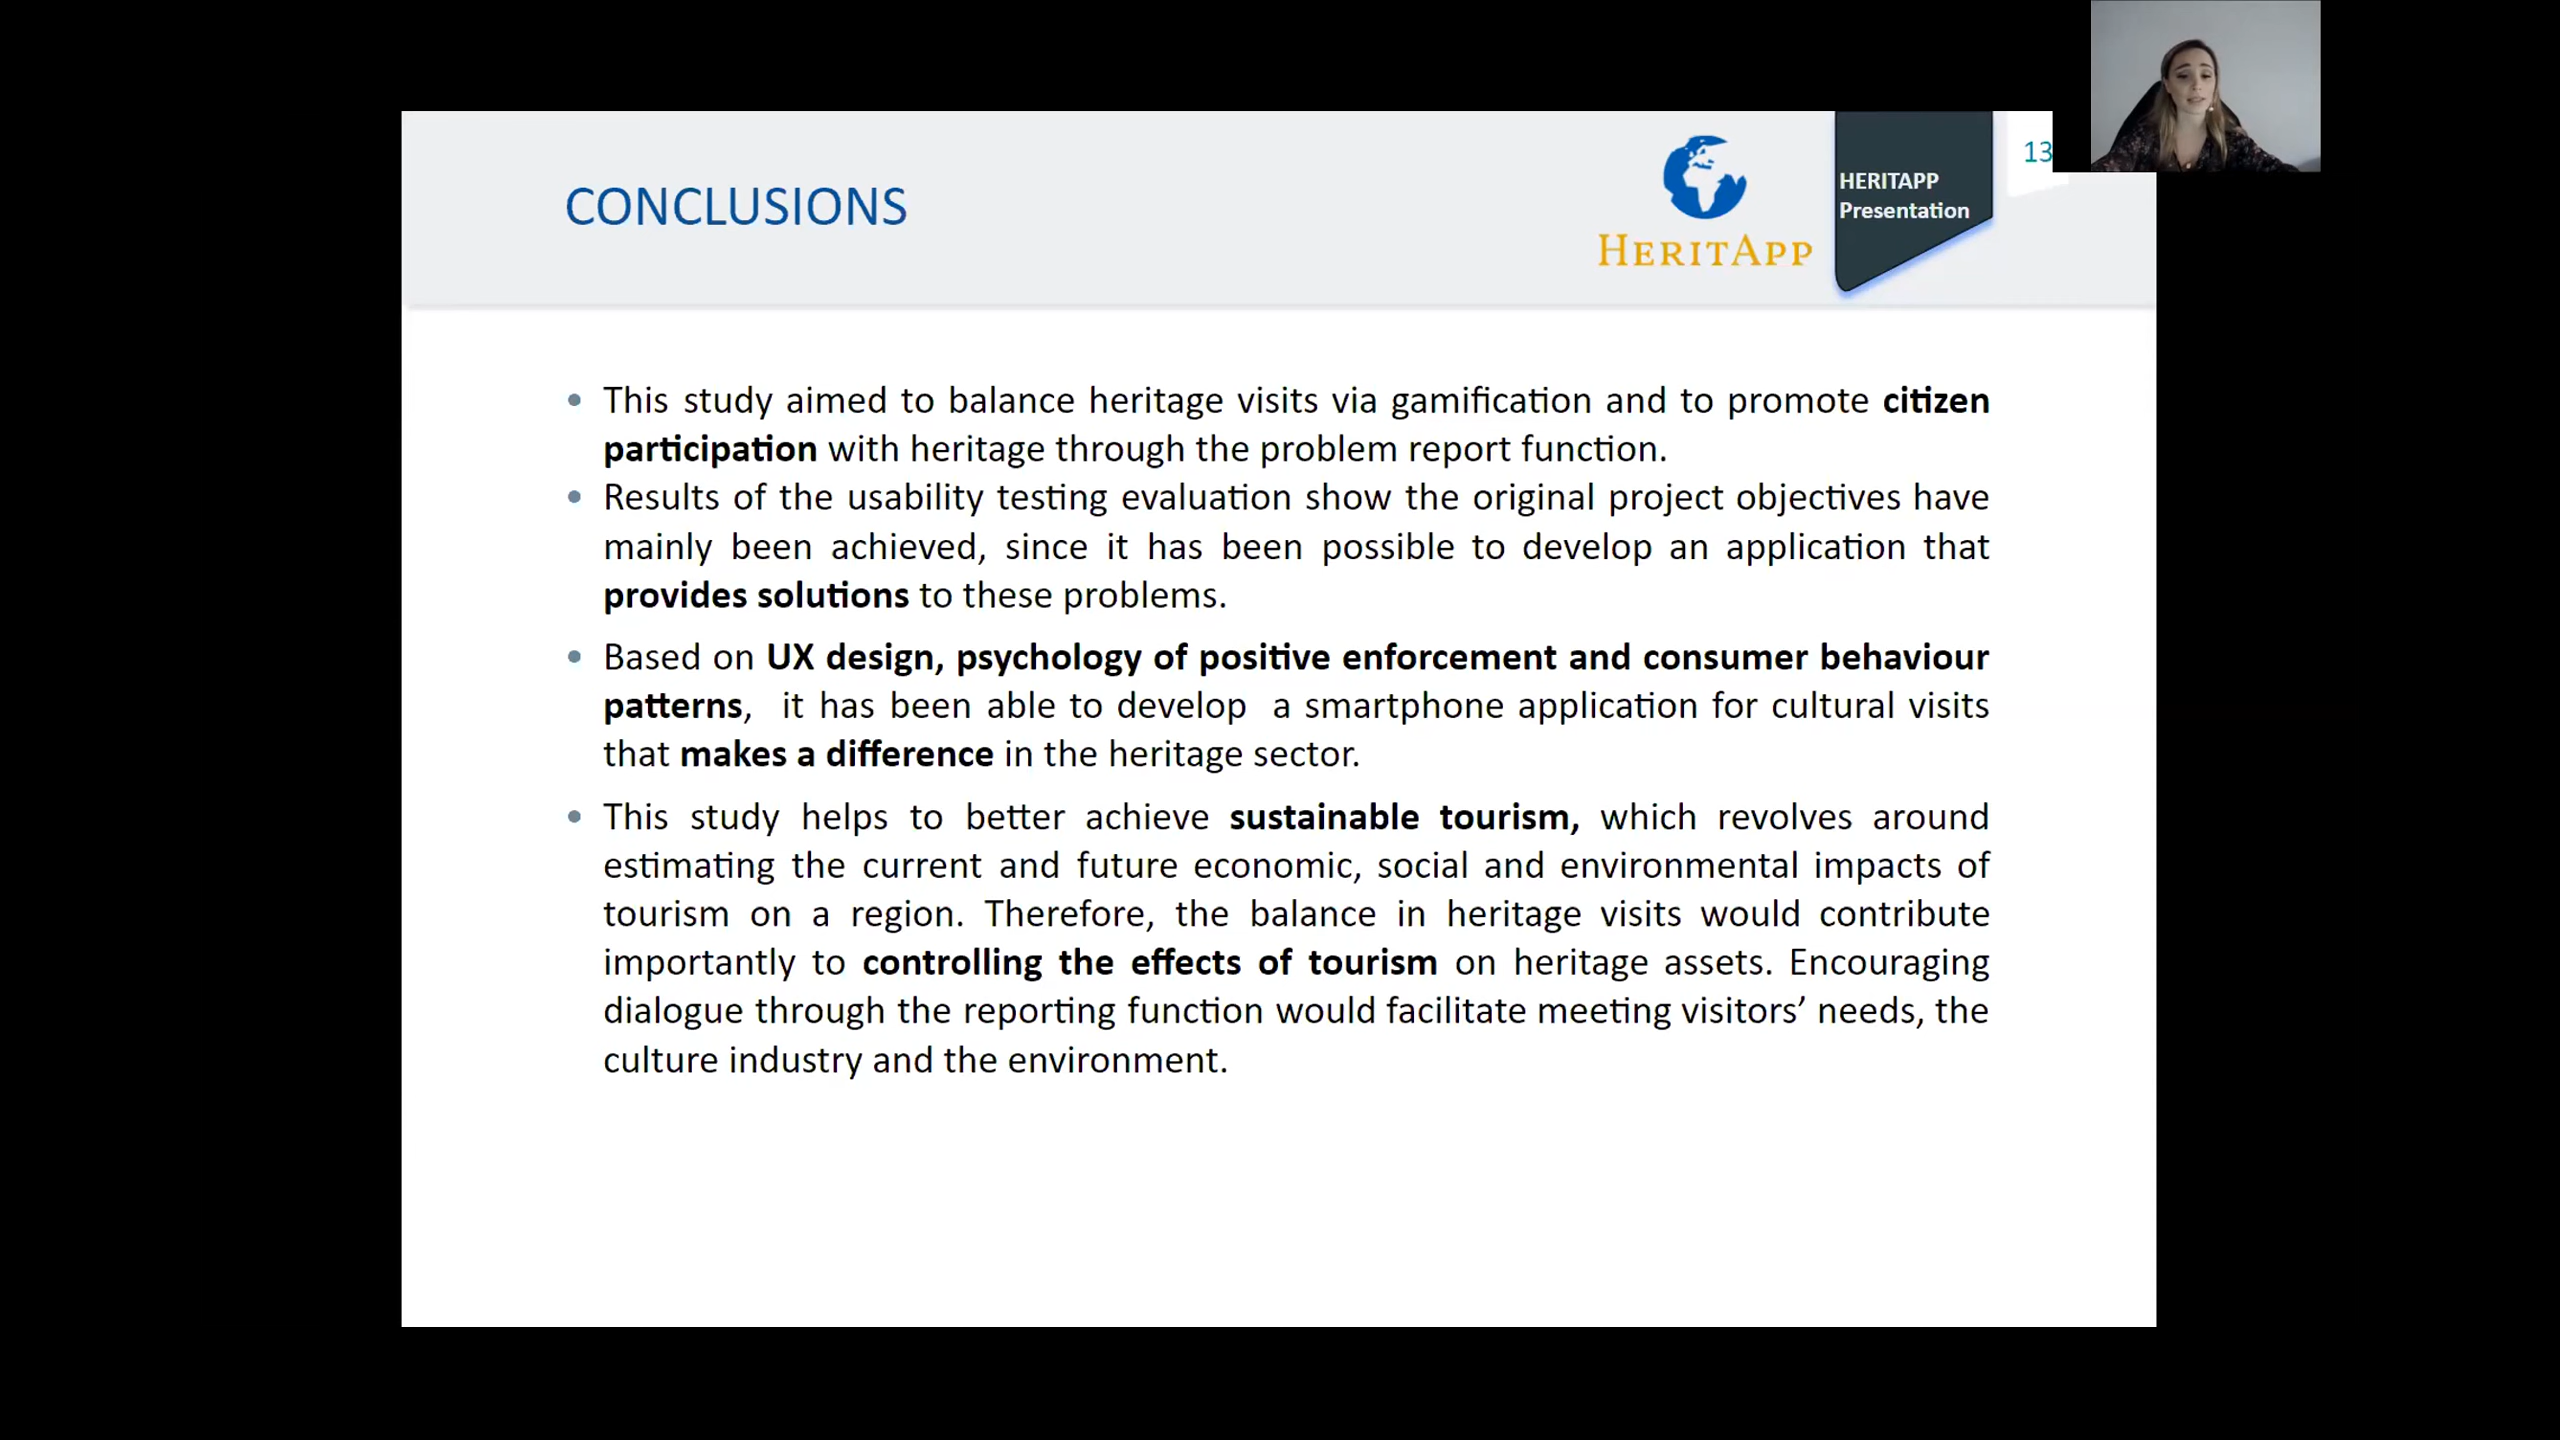 CONCLUSIONS
HERITAPP
HERITAPP
Presentation
13
• This study aimed to balance heritage visits via gamification and to promote citizen
participation with heritage through the problem report function.
• Results of the usability testing evaluation show the original project objectives have
mainly been achieved, since it has been possible to develop an application that
provides solutions to these problems.
• Based on UX design, psychology of positive enforcement and consumer behaviour
patterns, it has been able to develop a smartphone application for cultural visits
that makes a difference in the heritage sector.
• This study helps to better achieve sustainable tourism, which revolves around
estimating the current and future economic, social and environmental impacts of
tourism on a region. Therefore, the balance in heritage visits would contribute
importantly to controlling the effects of tourism on heritage assets. Encouraging
dialogue through the reporting function would facilitate meeting visitors’ needs, the
culture industry and the environment.